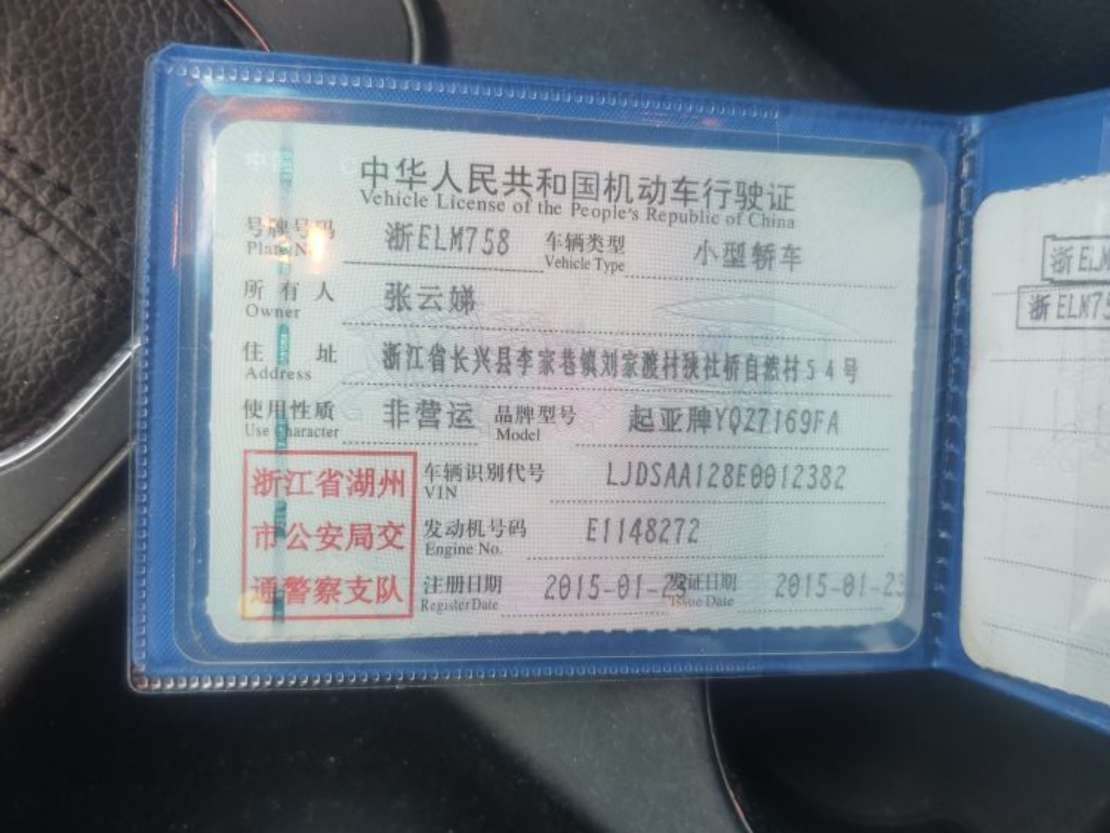 中华人民共和国机动车行驶证
Vehicle License of the People's Republic of China
号牌号码 浙ELM758 车辆类型 小型轿车
Plate No. Vehicle Type
所有人 张云娣
Owner
住址 浙江省长兴县李家巷镇刘家渡村狭社桥自然村54号
Address
使用性质 非营运 品牌型号 起亚牌YQZ7169FA
Use Character Model
浙江省湖州
市公安局交
通警察支队
车辆识别代号 LJDSAA128E0012382
VIN
发动机号码 E1148272
Engine No.
注册日期 2015-01-23 发证日期 2015-01-23
Register Date Issue Date
浙ELM
浙ELM75